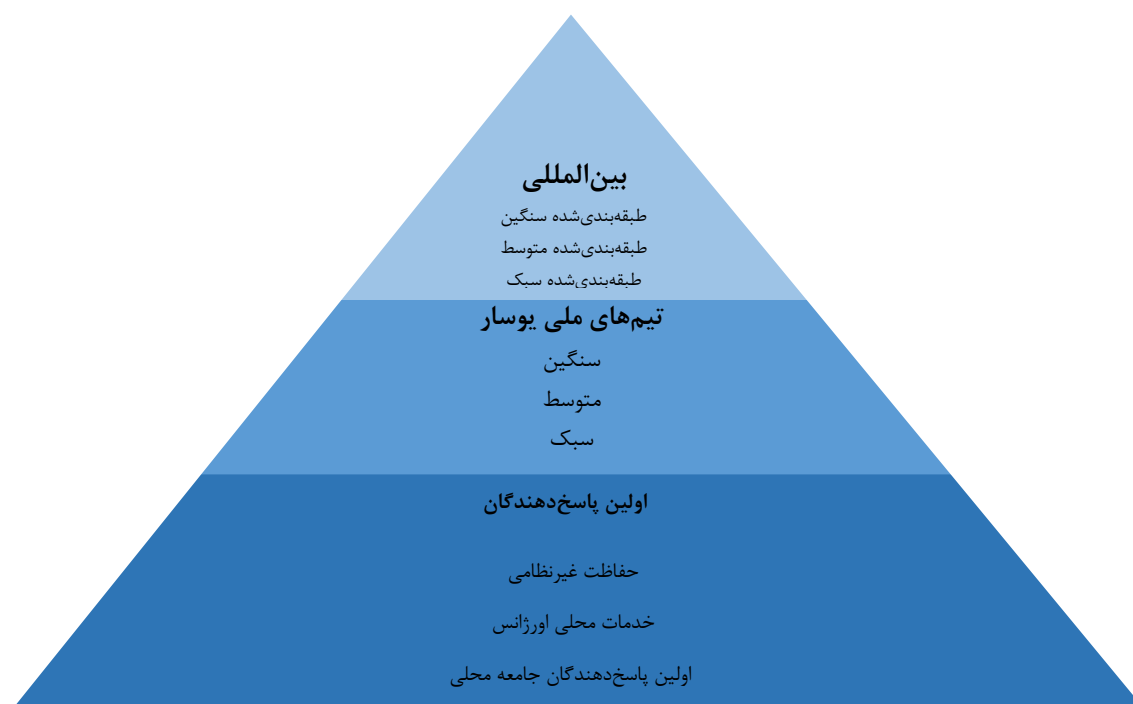 بین‌المللی
طبقه‌بندی‌شده سنگین
طبقه‌بندی‌شده متوسط
طبقه‌بندی‌شده سبک
تیم‌های ملی یوسار
سنگین
متوسط
سبک
اولین پاسخ‌دهندگان
حفاظت غیرنظامی
خدمات محلی اورژانس
اولین پاسخ‌دهندگان جامعه محلی